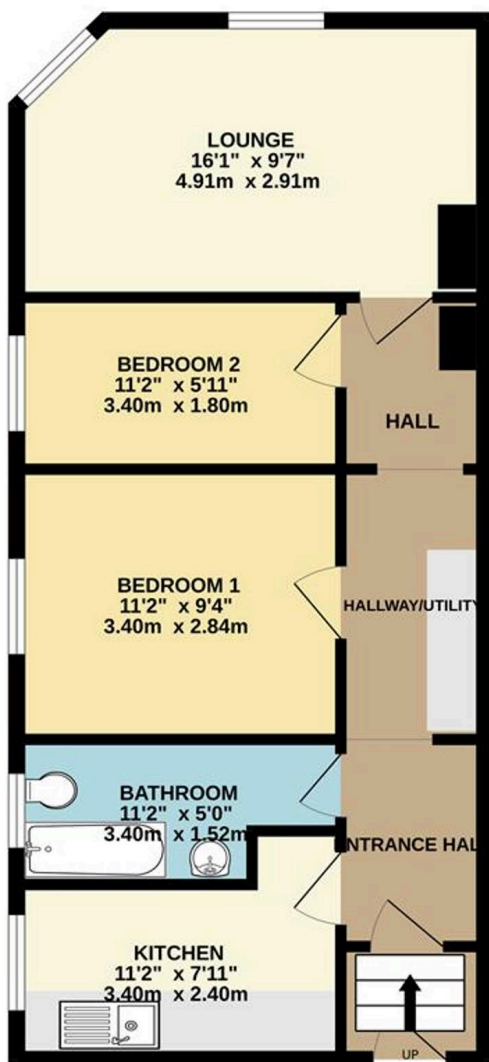 LOUNGE
16'1" x 9'7"
4.91m x 2.91m
BEDROOM 2
11'2" x 5'11"
3.40m x 1.80m
HALL
BEDROOM 1
11'2" x 9'4"
3.40m x 2.84m
HALLWAY/UTILITY
BATHROOM
11'2" x 5'0"
3.40m x 1.52m
ENTRANCE HALL
KITCHEN
11'2" x 7'11"
3.40m x 2.40m
UP